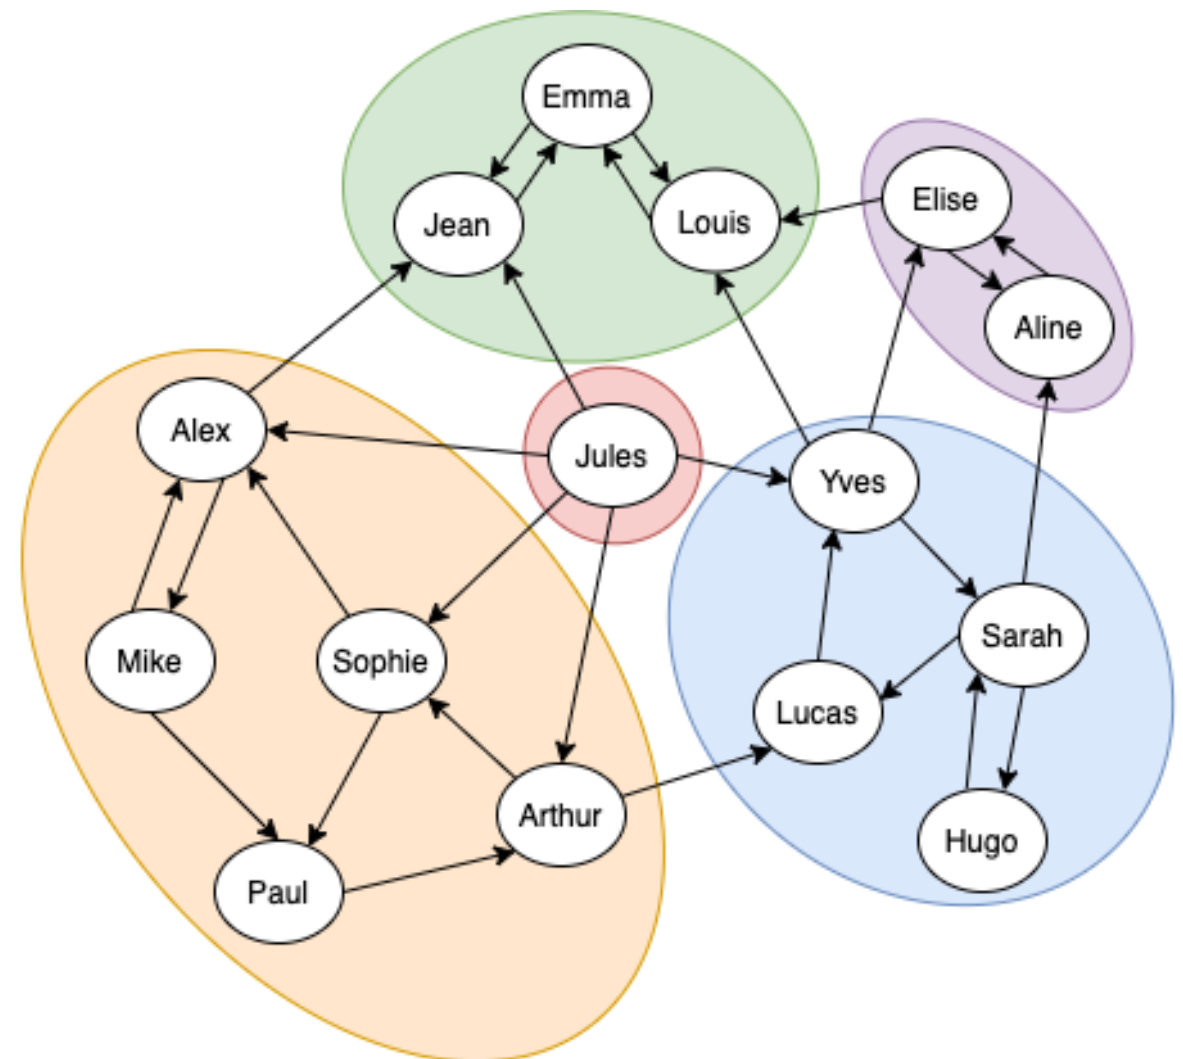 Emma
Elise
Jean
Louis
Aline
Alex
Jules
Yves
Sarah
Mike
Sophie
Lucas
Arthur
Hugo
Paul